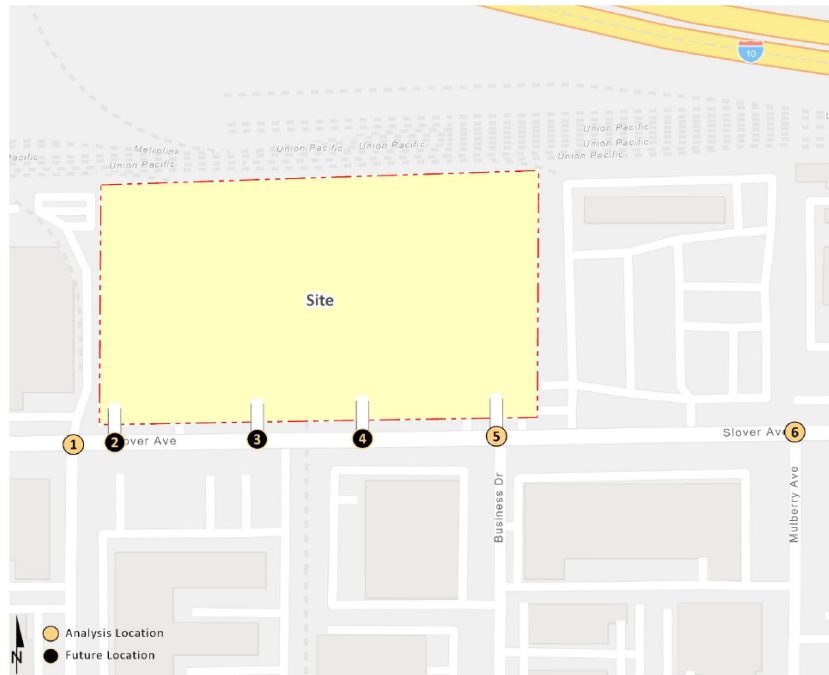 10
Union Pacific
Metrolink
Union Pacific
Union Pacific
Union Pacific
Pacific
Union Pacific
Union Pacific
Union Pacific
Site
1
2
over Ave
3
4
5
Slover Ave
6
Business Dr
Mulberry Ave
Analysis Location
Future Location
N